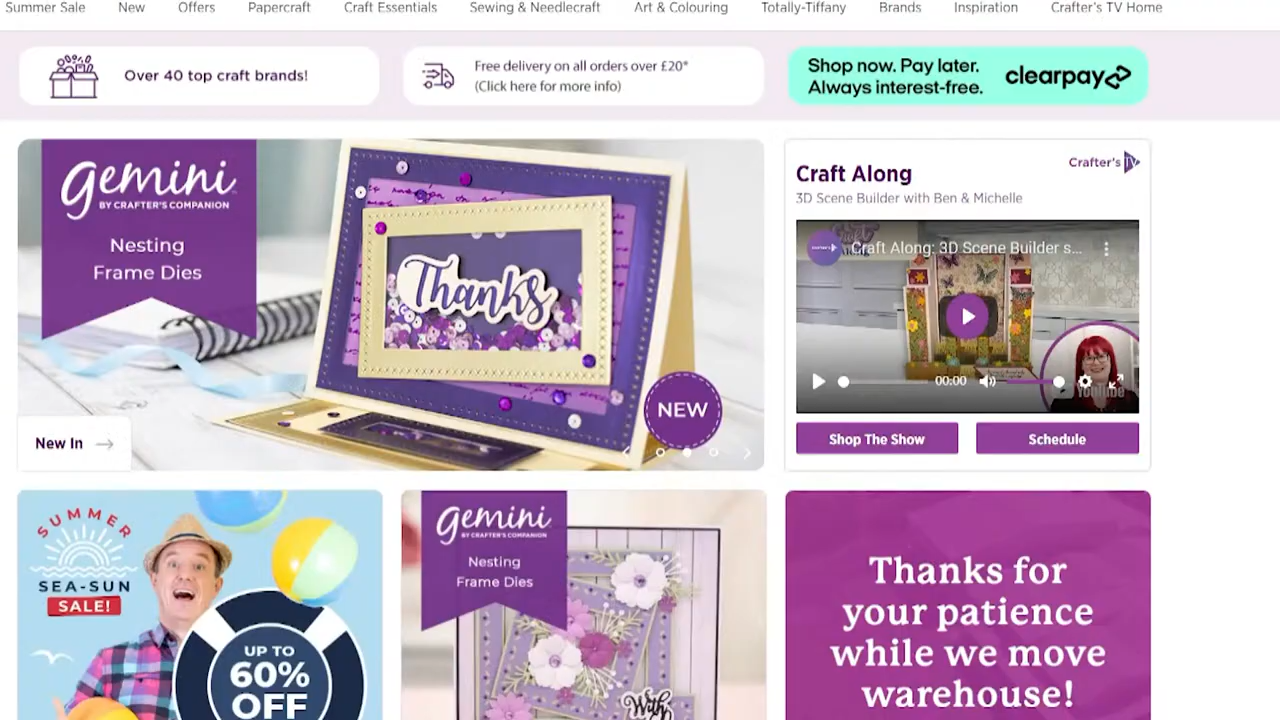 Summer Sale New Offers Papercraft Craft Essentials Sewing & Needlecraft Art & Colouring Totally-Tiffany Brands Inspiration Crafter's TV Home
Over 40 top craft brands!
Free delivery on all orders over £20*
(Click here for more info)
Shop now. Pay later.
Always interest-free.
clearpay
gemini
BY CRAFTER'S COMPANION
Nesting
Frame Dies
Thanks
NEW
New In
Crafter's TV
Craft Along
3D Scene Builder with Ben & Michelle
Craft Along: 3D Scene Builder s...
00:00
YouTube
Shop The Show
Schedule
SUMMER
SEA-SUN
SALE!
UP TO
60%
OFF
gemini
BY CRAFTER'S COMPANION
Nesting
Frame Dies
With
Thanks for
your patience
while we move
warehouse!